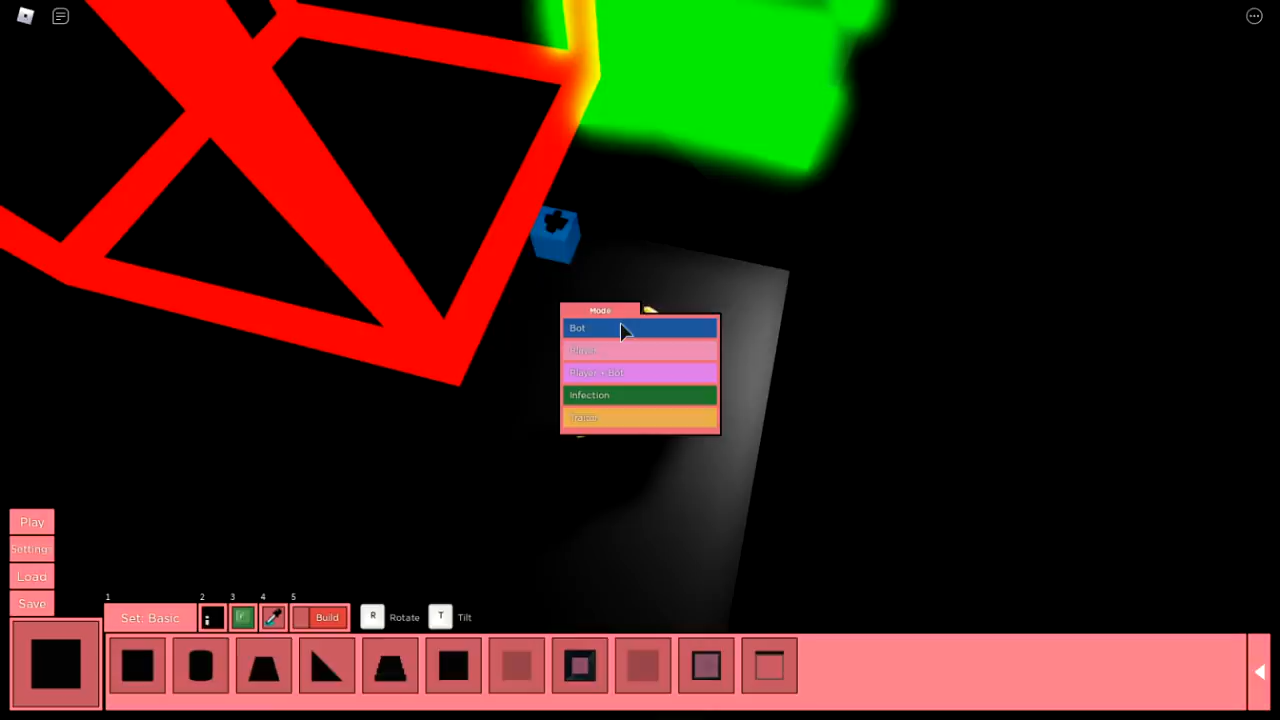 Mode
Bot
Player
Player + Bot
Infection
Traitor
Play
Settings
Load
Save
1
2
3
4
5
Set: Basic
Build
R
Rotate
T
Tilt